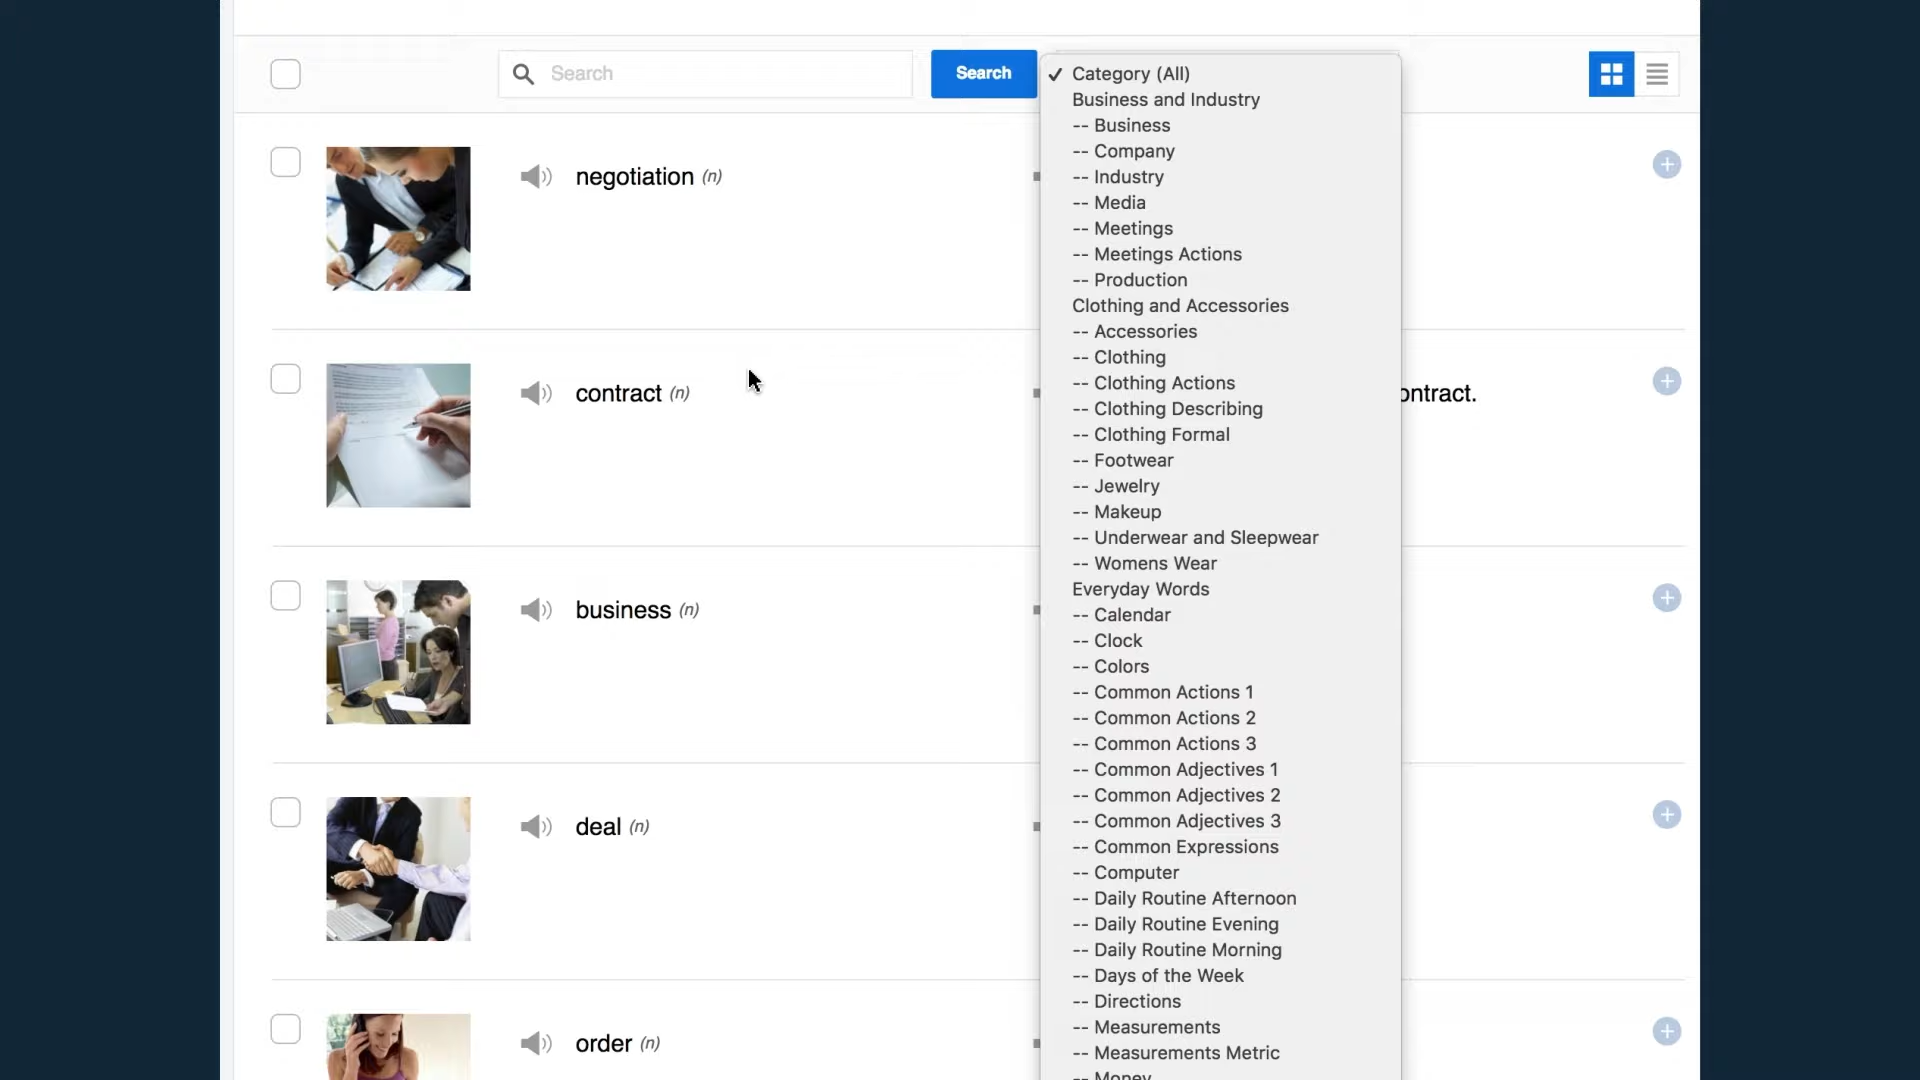 Search
Search
✓ Category (All)
Business and Industry
-- Business
-- Company
-- Industry
-- Media
-- Meetings
-- Meetings Actions
-- Production
Clothing and Accessories
-- Accessories
-- Clothing
-- Clothing Actions
-- Clothing Describing
-- Clothing Formal
-- Footwear
-- Jewelry
-- Makeup
-- Underwear and Sleepwear
-- Womens Wear
Everyday Words
-- Calendar
-- Clock
-- Colors
-- Common Actions 1
-- Common Actions 2
-- Common Actions 3
-- Common Adjectives 1
-- Common Adjectives 2
-- Common Adjectives 3
-- Common Expressions
-- Computer
-- Daily Routine Afternoon
-- Daily Routine Evening
-- Daily Routine Morning
-- Days of the Week
-- Directions
-- Measurements
-- Measurements Metric
-- Money
negotiation (n)
contract (n)
ontract.
business (n)
deal (n)
order (n)